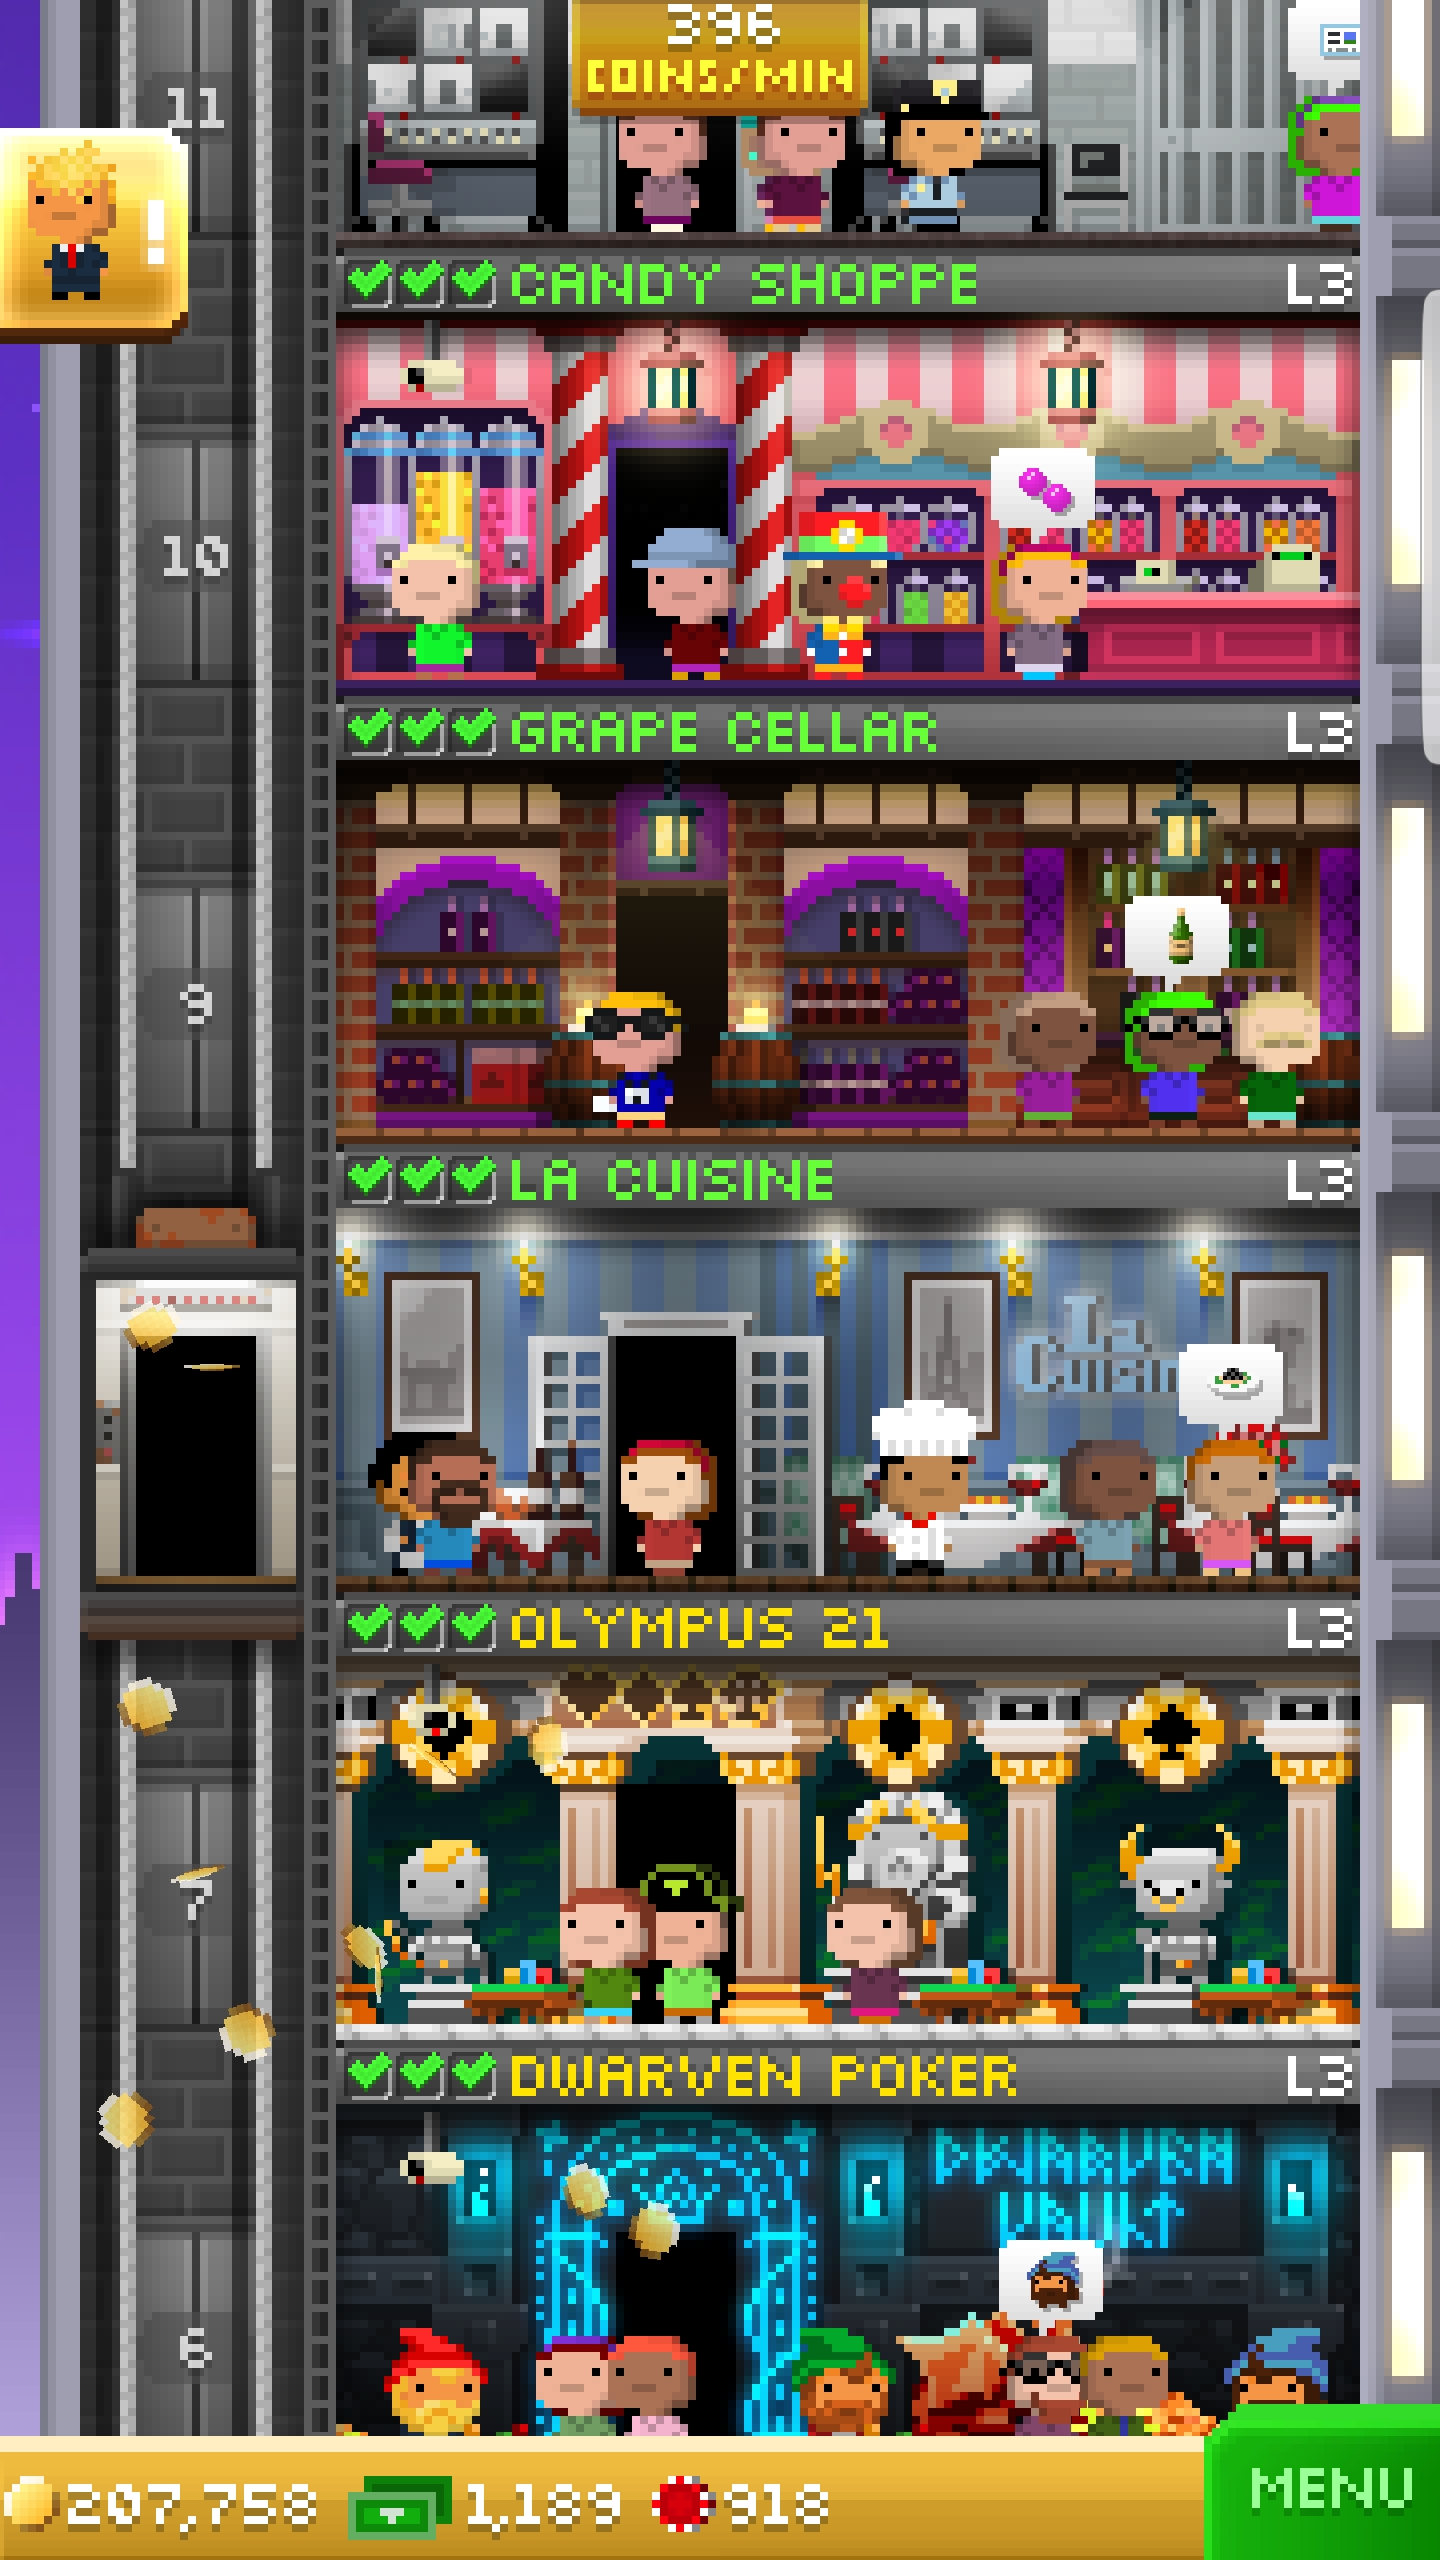 396
COINS/MIN
11
!
CANDY SHOPPE L3
10
GRAPE CELLAR L3
9
LA CUISINE L3
La
Cuisin
OLYMPUS 21 L3
7
DWARVEN POKER L3
DWARVEN
VAULT
6
207,758 1,189 918
MENU